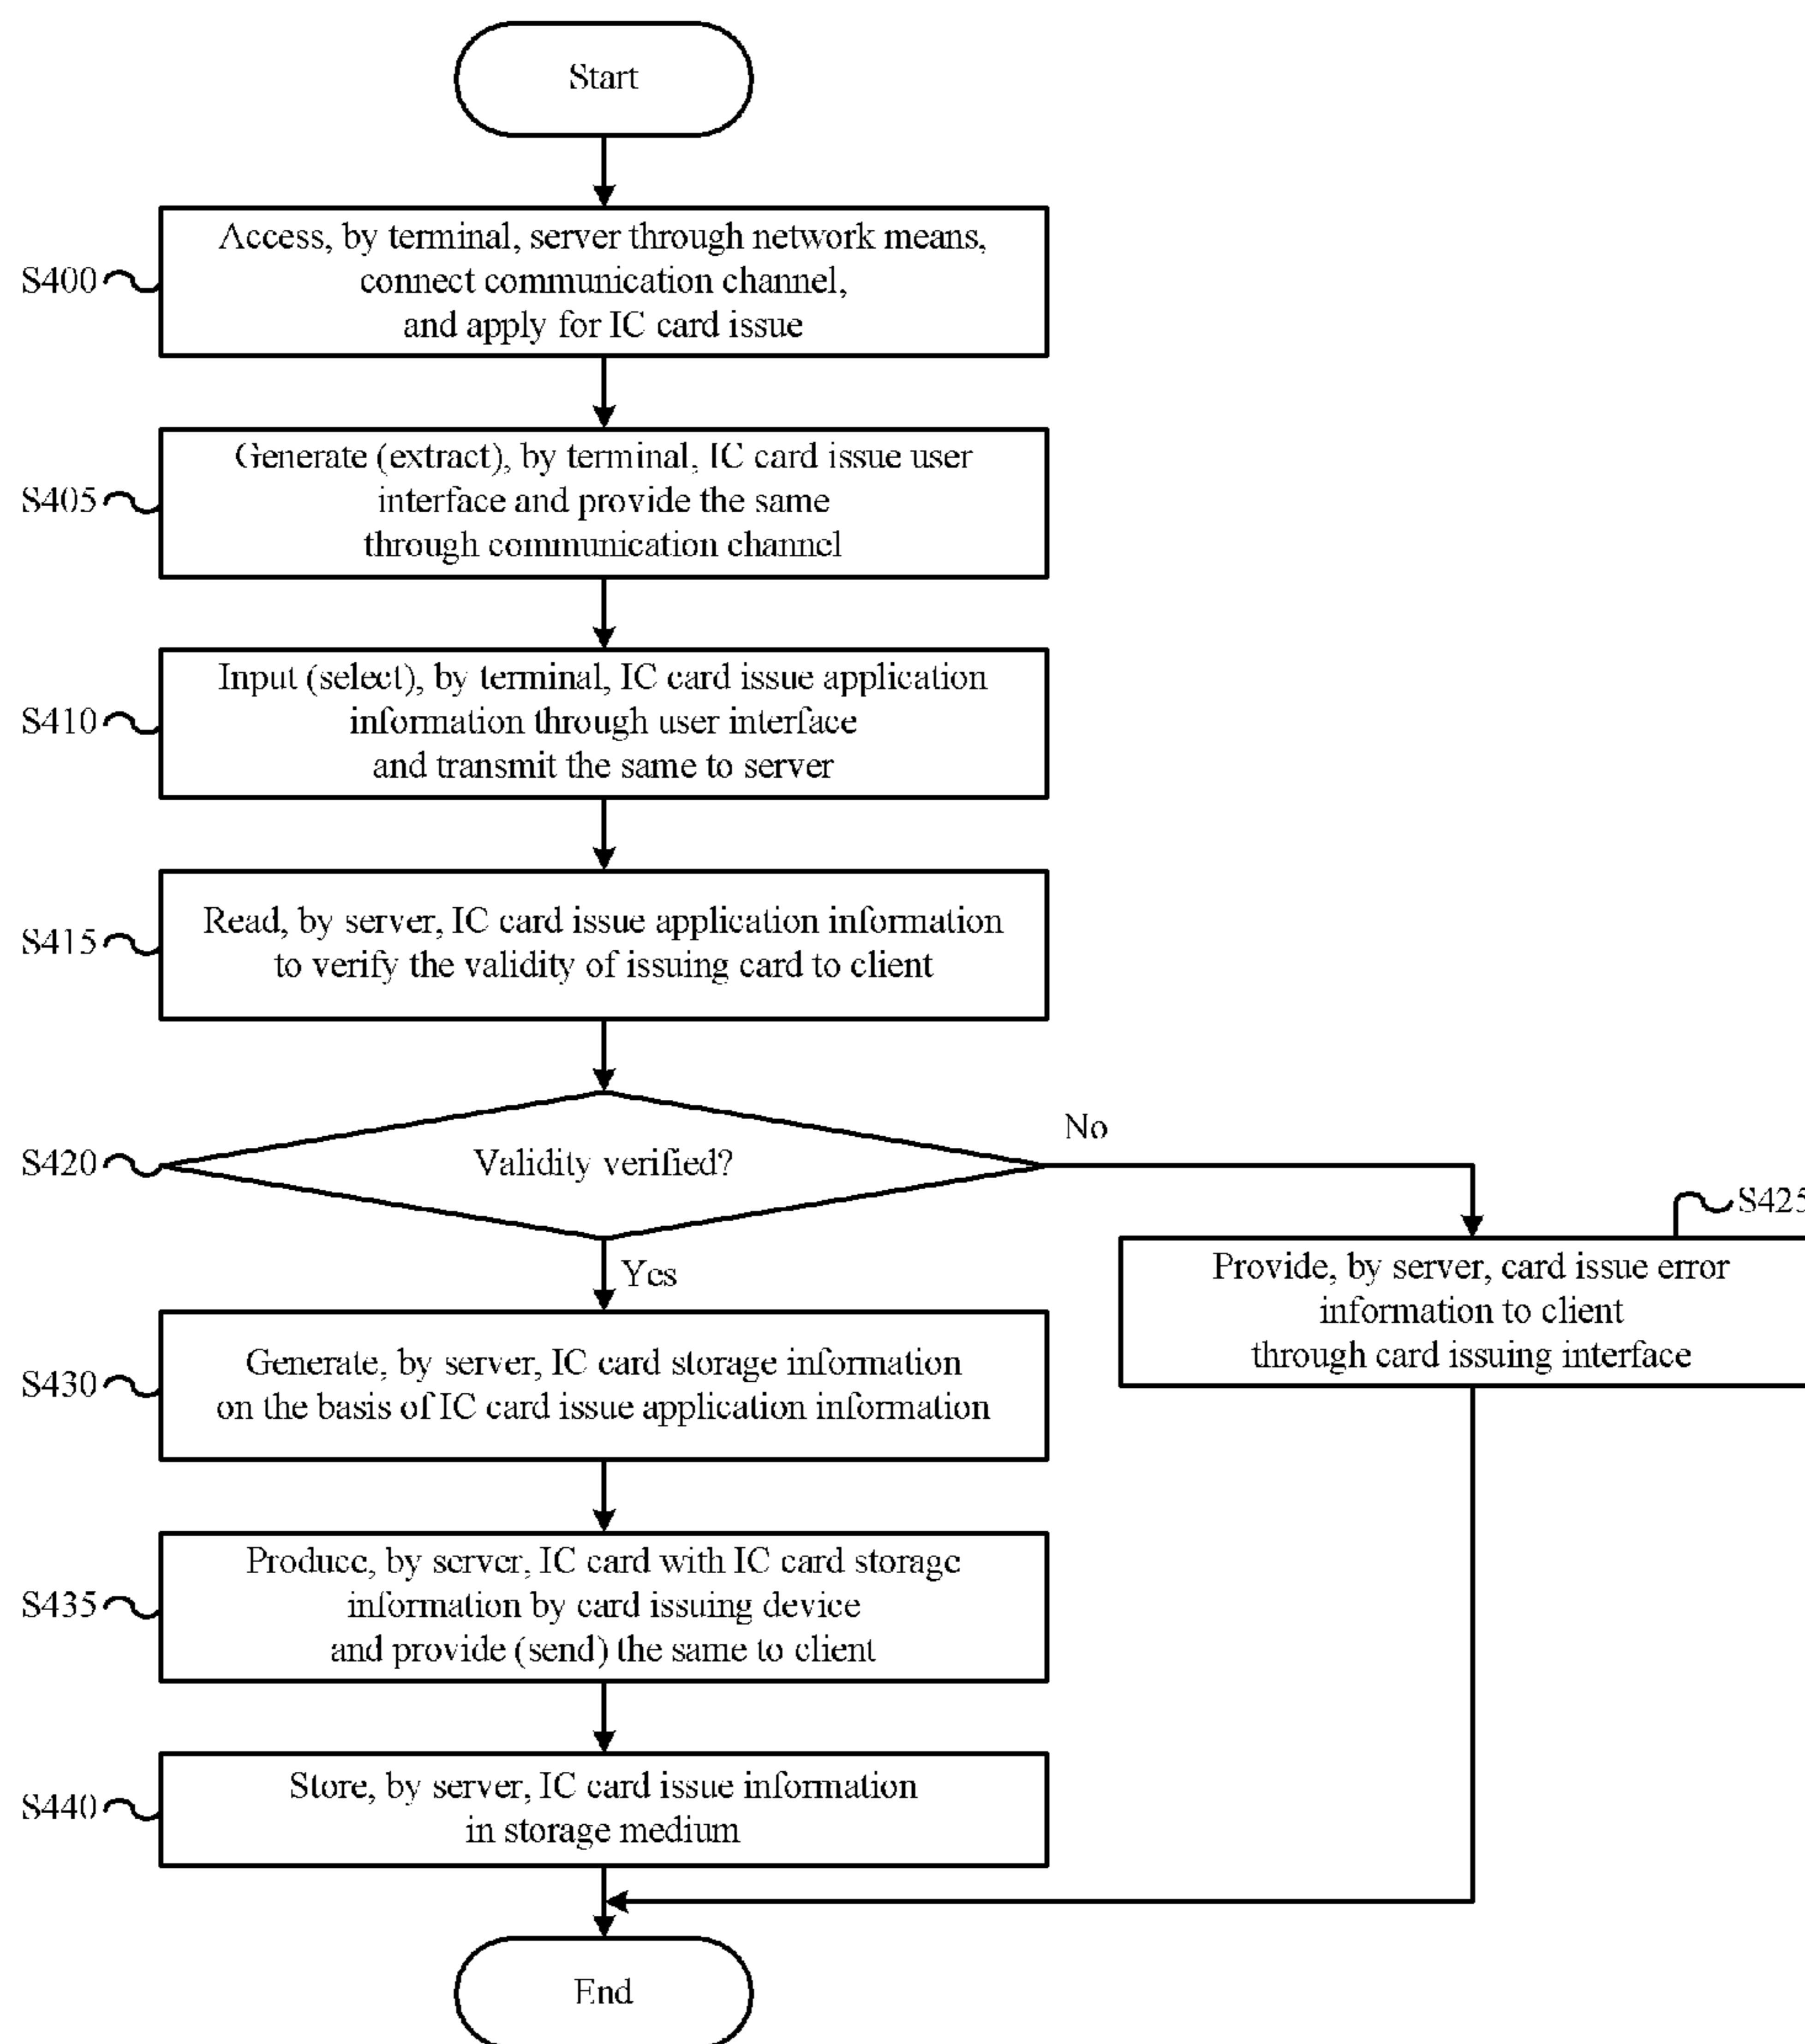 Start
S400
Access, by terminal, server through network means,
connect communication channel,
and apply for IC card issue
S405
Generate (extract), by terminal, IC card issue user
interface and provide the same
through communication channel
S410
Input (select), by terminal, IC card issue application
information through user interface
and transmit the same to server
S415
Read, by server, IC card issue application information
to verify the validity of issuing card to client
S420
Validity verified?
No
Yes
S425
Provide, by server, card issue error
information to client
through card issuing interface
S430
Generate, by server, IC card storage information
on the basis of IC card issue application information
S435
Produce, by server, IC card with IC card storage
information by card issuing device
and provide (send) the same to client
S440
Store, by server, IC card issue information
in storage medium
End